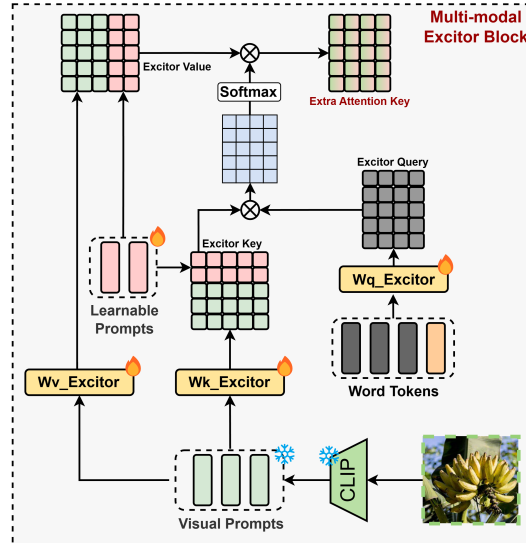 Multi-modal
Excitor Block
Excitor Value
Softmax
Extra Attention Key
Excitor Query
Excitor Key
Wq_Excitor
Learnable
Prompts
Wv_Excitor
Wk_Excitor
Word Tokens
CLIP
Visual Prompts